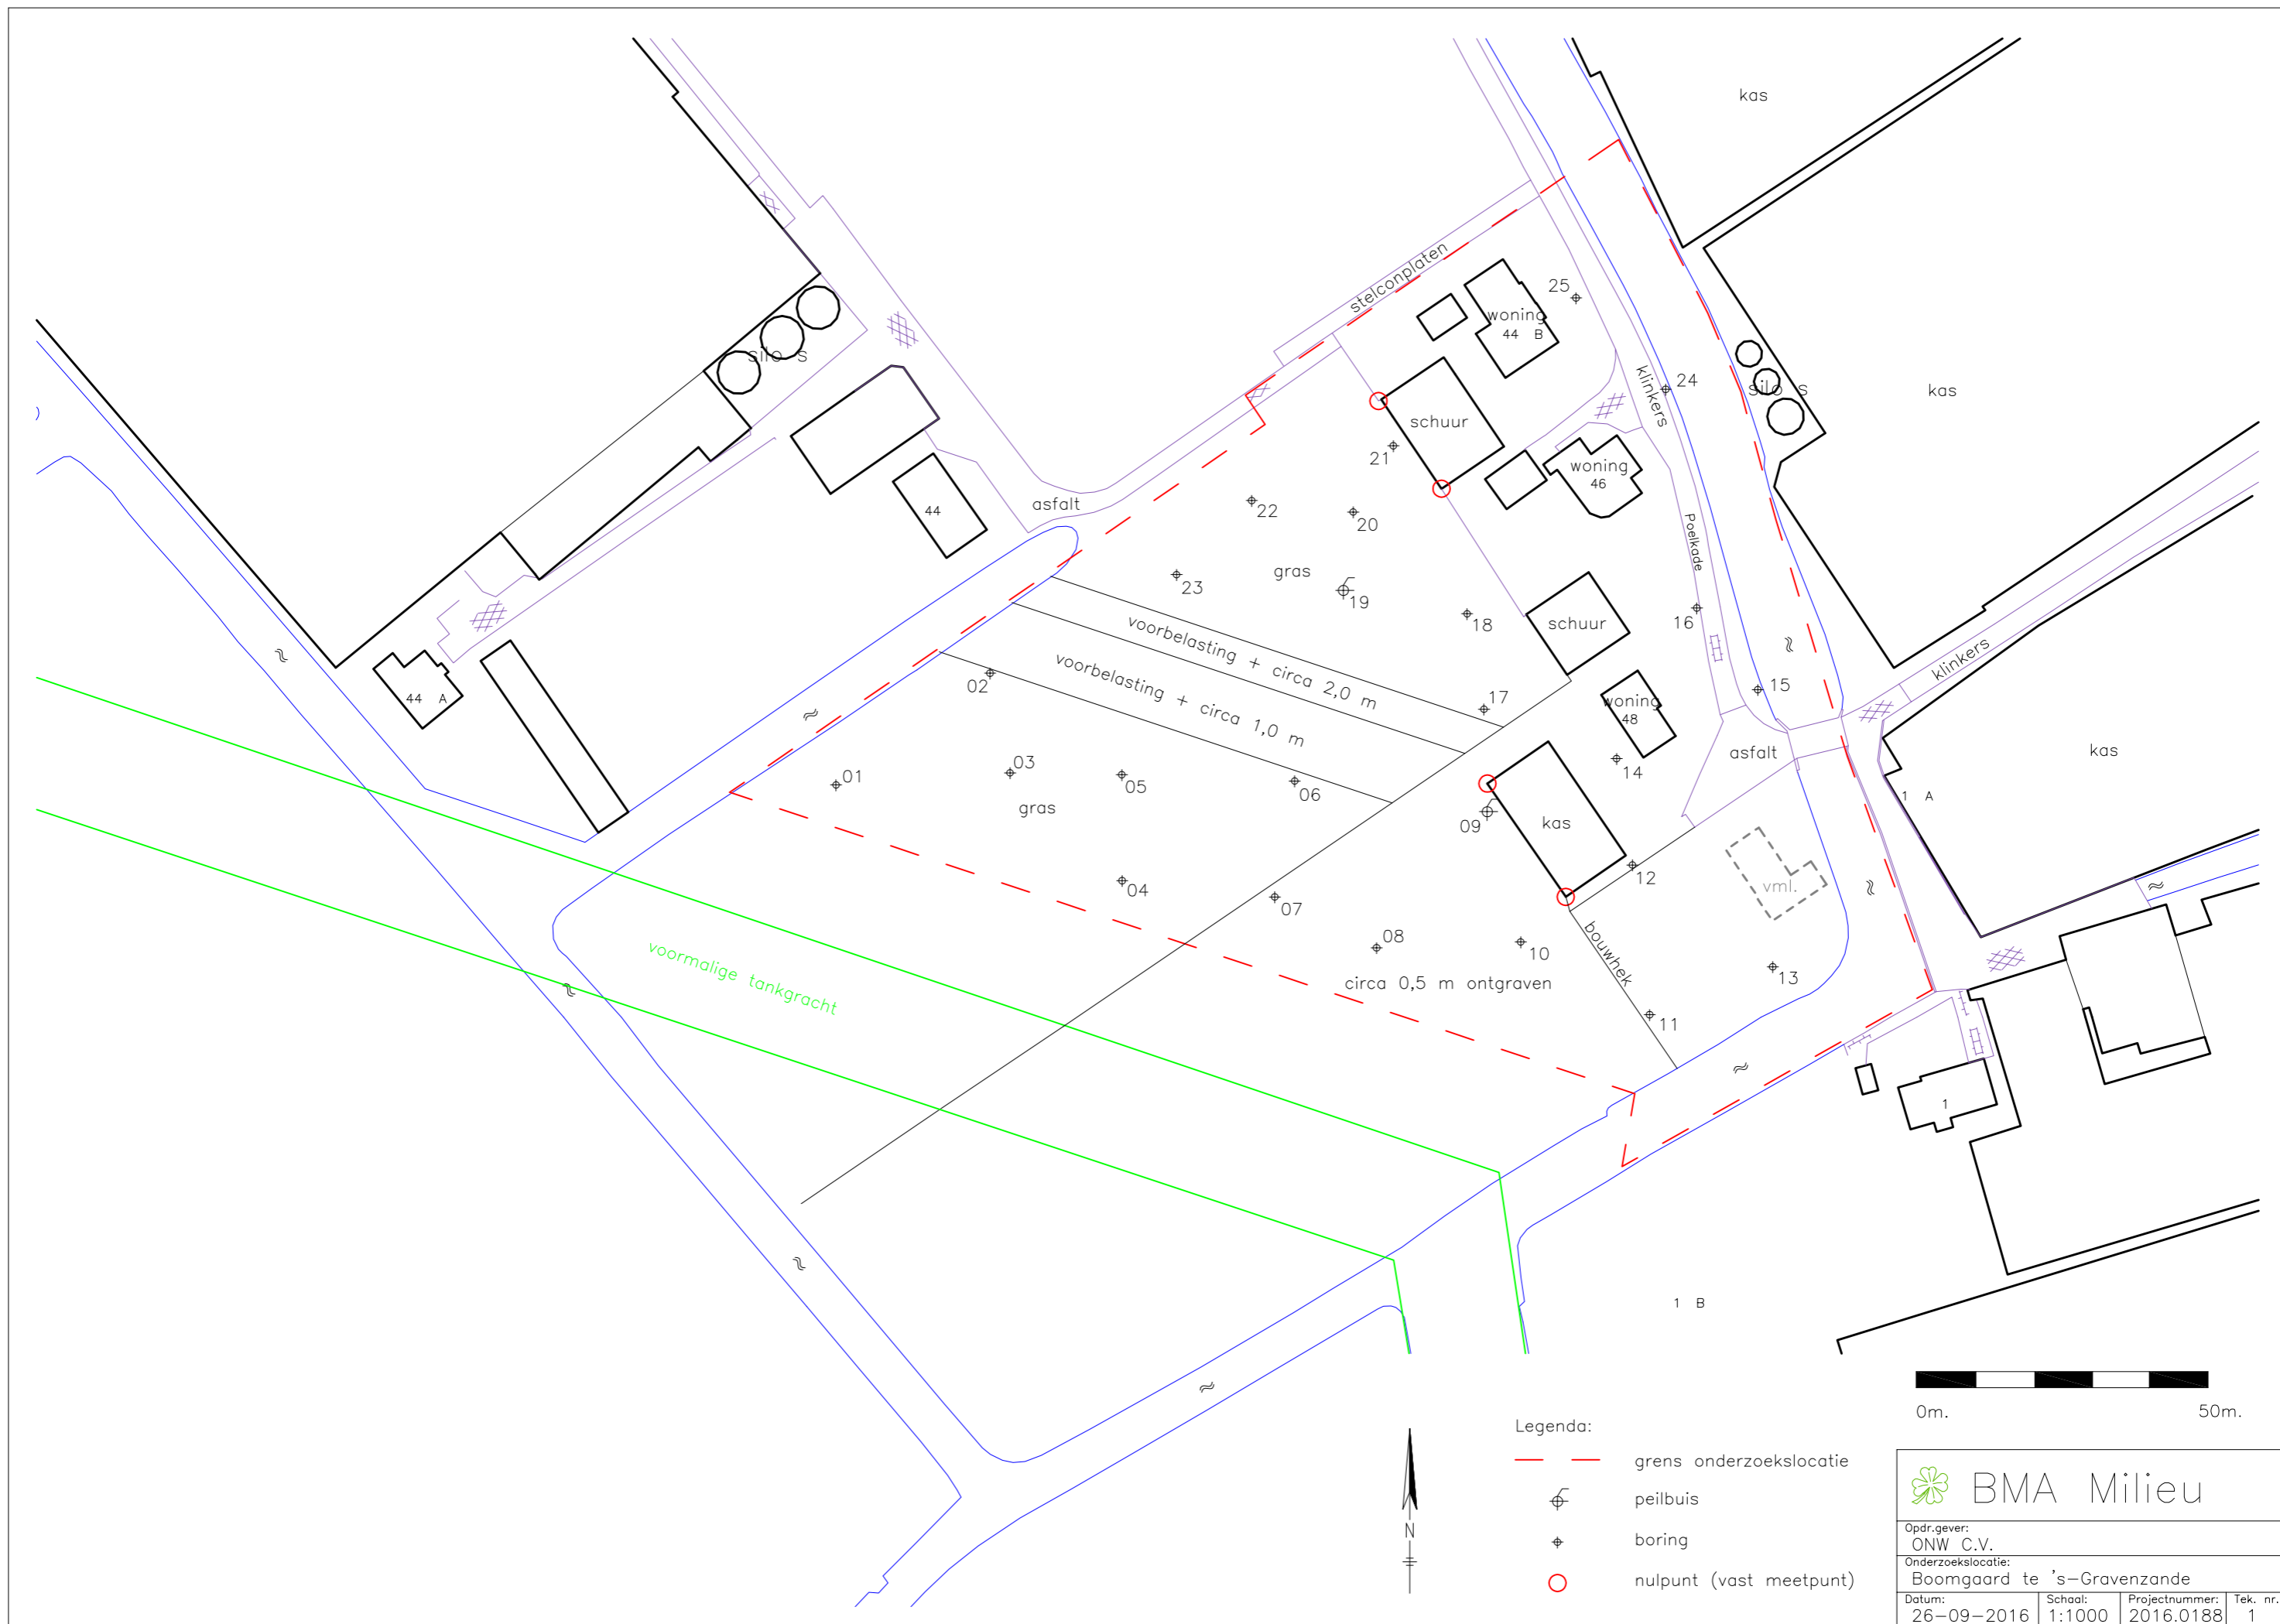 kas
stelconplaten
25
woning
44 B
silo s
klinkers
24
silo s
kas
schuur
21
woning
46
44
asfalt
22
20
Poelkade
23
gras
19
16
18
schuur
klinkers
voorbelasting + circa 2,0 m
02
voorbelasting + circa 1,0 m
17
15
44 A
woning
48
asfalt
kas
14
01
03
05
06
gras
09
kas
1 A
12
vml.
04
07
08
10
bouwhek
13
voormalige tankgracht
circa 0,5 m ontgraven
11
1
1 B
0m.
50m.
Legenda:
grens onderzoekslocatie
peilbuis
boring
nulpunt (vast meetpunt)
N
BMA Milieu
Opdr.gever:
ONW C.V.
Onderzoekslocatie:
Boomgaard te 's-Gravenzande
Datum: Schaal: Projectnummer: Tek. nr.
26-09-2016 1:1000 2016.0188 1